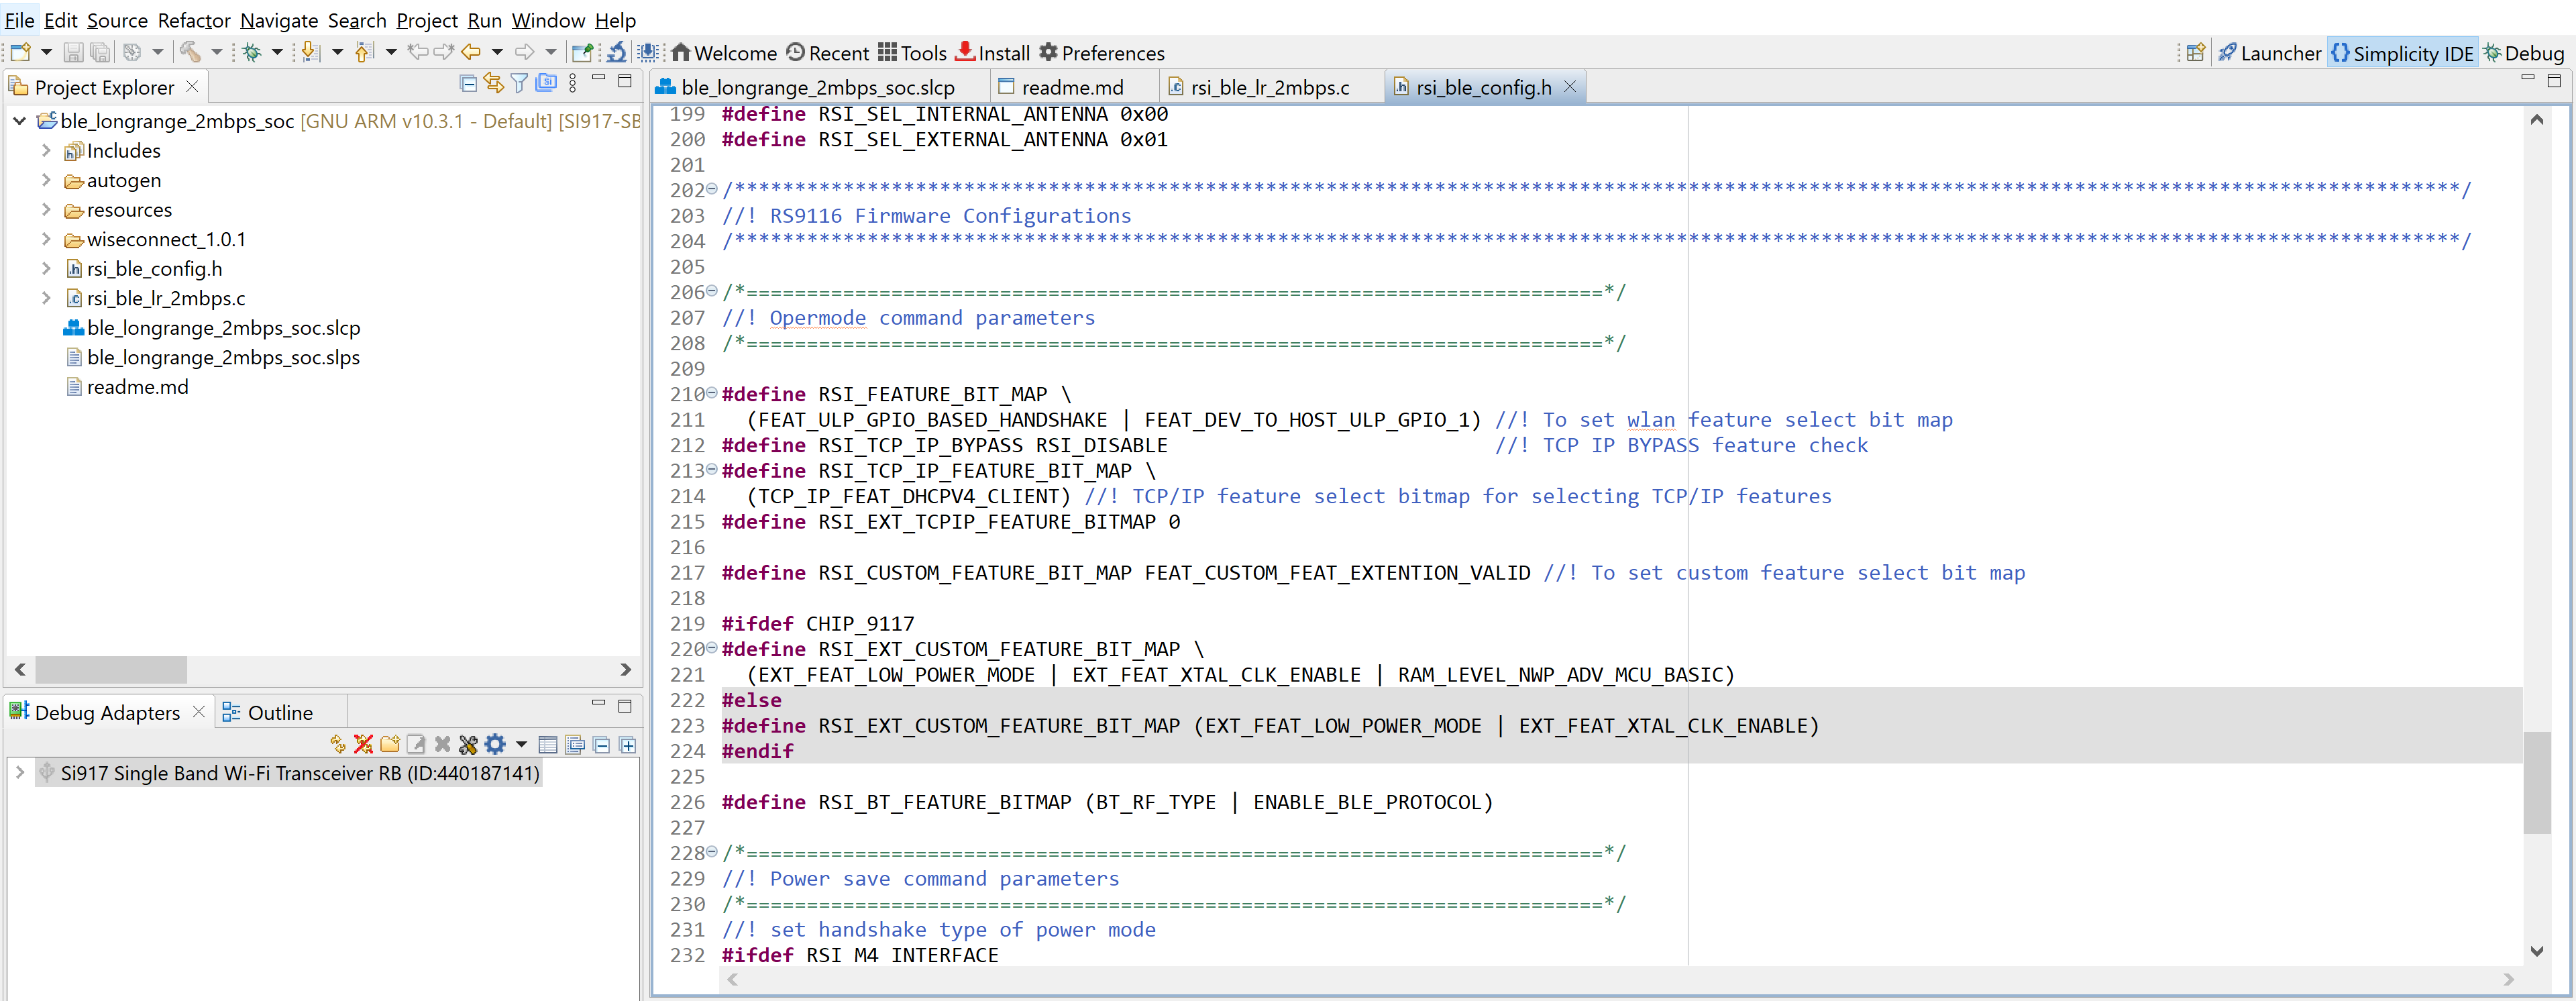 File Edit Source Refactor Navigate Search Project Run Window Help
Welcome Recent Tools Install Preferences Launcher Simplicity IDE Debug
Project Explorer
ble_longrange_2mbps_soc [GNU ARM v10.3.1 - Default] [SI917-SB
Includes
autogen
resources
wiseconnect_1.0.1
rsi_ble_config.h
rsi_ble_lr_2mbps.c
ble_longrange_2mbps_soc.slcp
ble_longrange_2mbps_soc.slps
readme.md
Debug Adapters Outline
Si917 Single Band Wi-Fi Transceiver RB (ID:440187141)
ble_longrange_2mbps_soc.slcp readme.md rsi_ble_lr_2mbps.c rsi_ble_config.h
199 #define RSI_SEL_INTERNAL_ANTENNA 0x00
200 #define RSI_SEL_EXTERNAL_ANTENNA 0x01
201
202 /***********************************************************************************************************************************************/
203 //! RS9116 Firmware Configurations
204 /***********************************************************************************************************************************************/
205
206 /*=======================================================================*/
207 //! Opermode command parameters
208 /*=======================================================================*/
209
210 #define RSI_FEATURE_BIT_MAP \
211 (FEAT_ULP_GPIO_BASED_HANDSHAKE | FEAT_DEV_TO_HOST_ULP_GPIO_1) //! To set wlan feature select bit map
212 #define RSI_TCP_IP_BYPASS RSI_DISABLE //! TCP IP BYPASS feature check
213 #define RSI_TCP_IP_FEATURE_BIT_MAP \
214 (TCP_IP_FEAT_DHCPV4_CLIENT) //! TCP/IP feature select bitmap for selecting TCP/IP features
215 #define RSI_EXT_TCPIP_FEATURE_BITMAP 0
216
217 #define RSI_CUSTOM_FEATURE_BIT_MAP FEAT_CUSTOM_FEAT_EXTENTION_VALID //! To set custom feature select bit map
218
219 #ifdef CHIP_9117
220 #define RSI_EXT_CUSTOM_FEATURE_BIT_MAP \
221 (EXT_FEAT_LOW_POWER_MODE | EXT_FEAT_XTAL_CLK_ENABLE | RAM_LEVEL_NWP_ADV_MCU_BASIC)
222 #else
223 #define RSI_EXT_CUSTOM_FEATURE_BIT_MAP (EXT_FEAT_LOW_POWER_MODE | EXT_FEAT_XTAL_CLK_ENABLE)
224 #endif
225
226 #define RSI_BT_FEATURE_BITMAP (BT_RF_TYPE | ENABLE_BLE_PROTOCOL)
227
228 /*=======================================================================*/
229 //! Power save command parameters
230 /*=======================================================================*/
231 //! set handshake type of power mode
232 #ifdef RSI_M4_INTERFACE